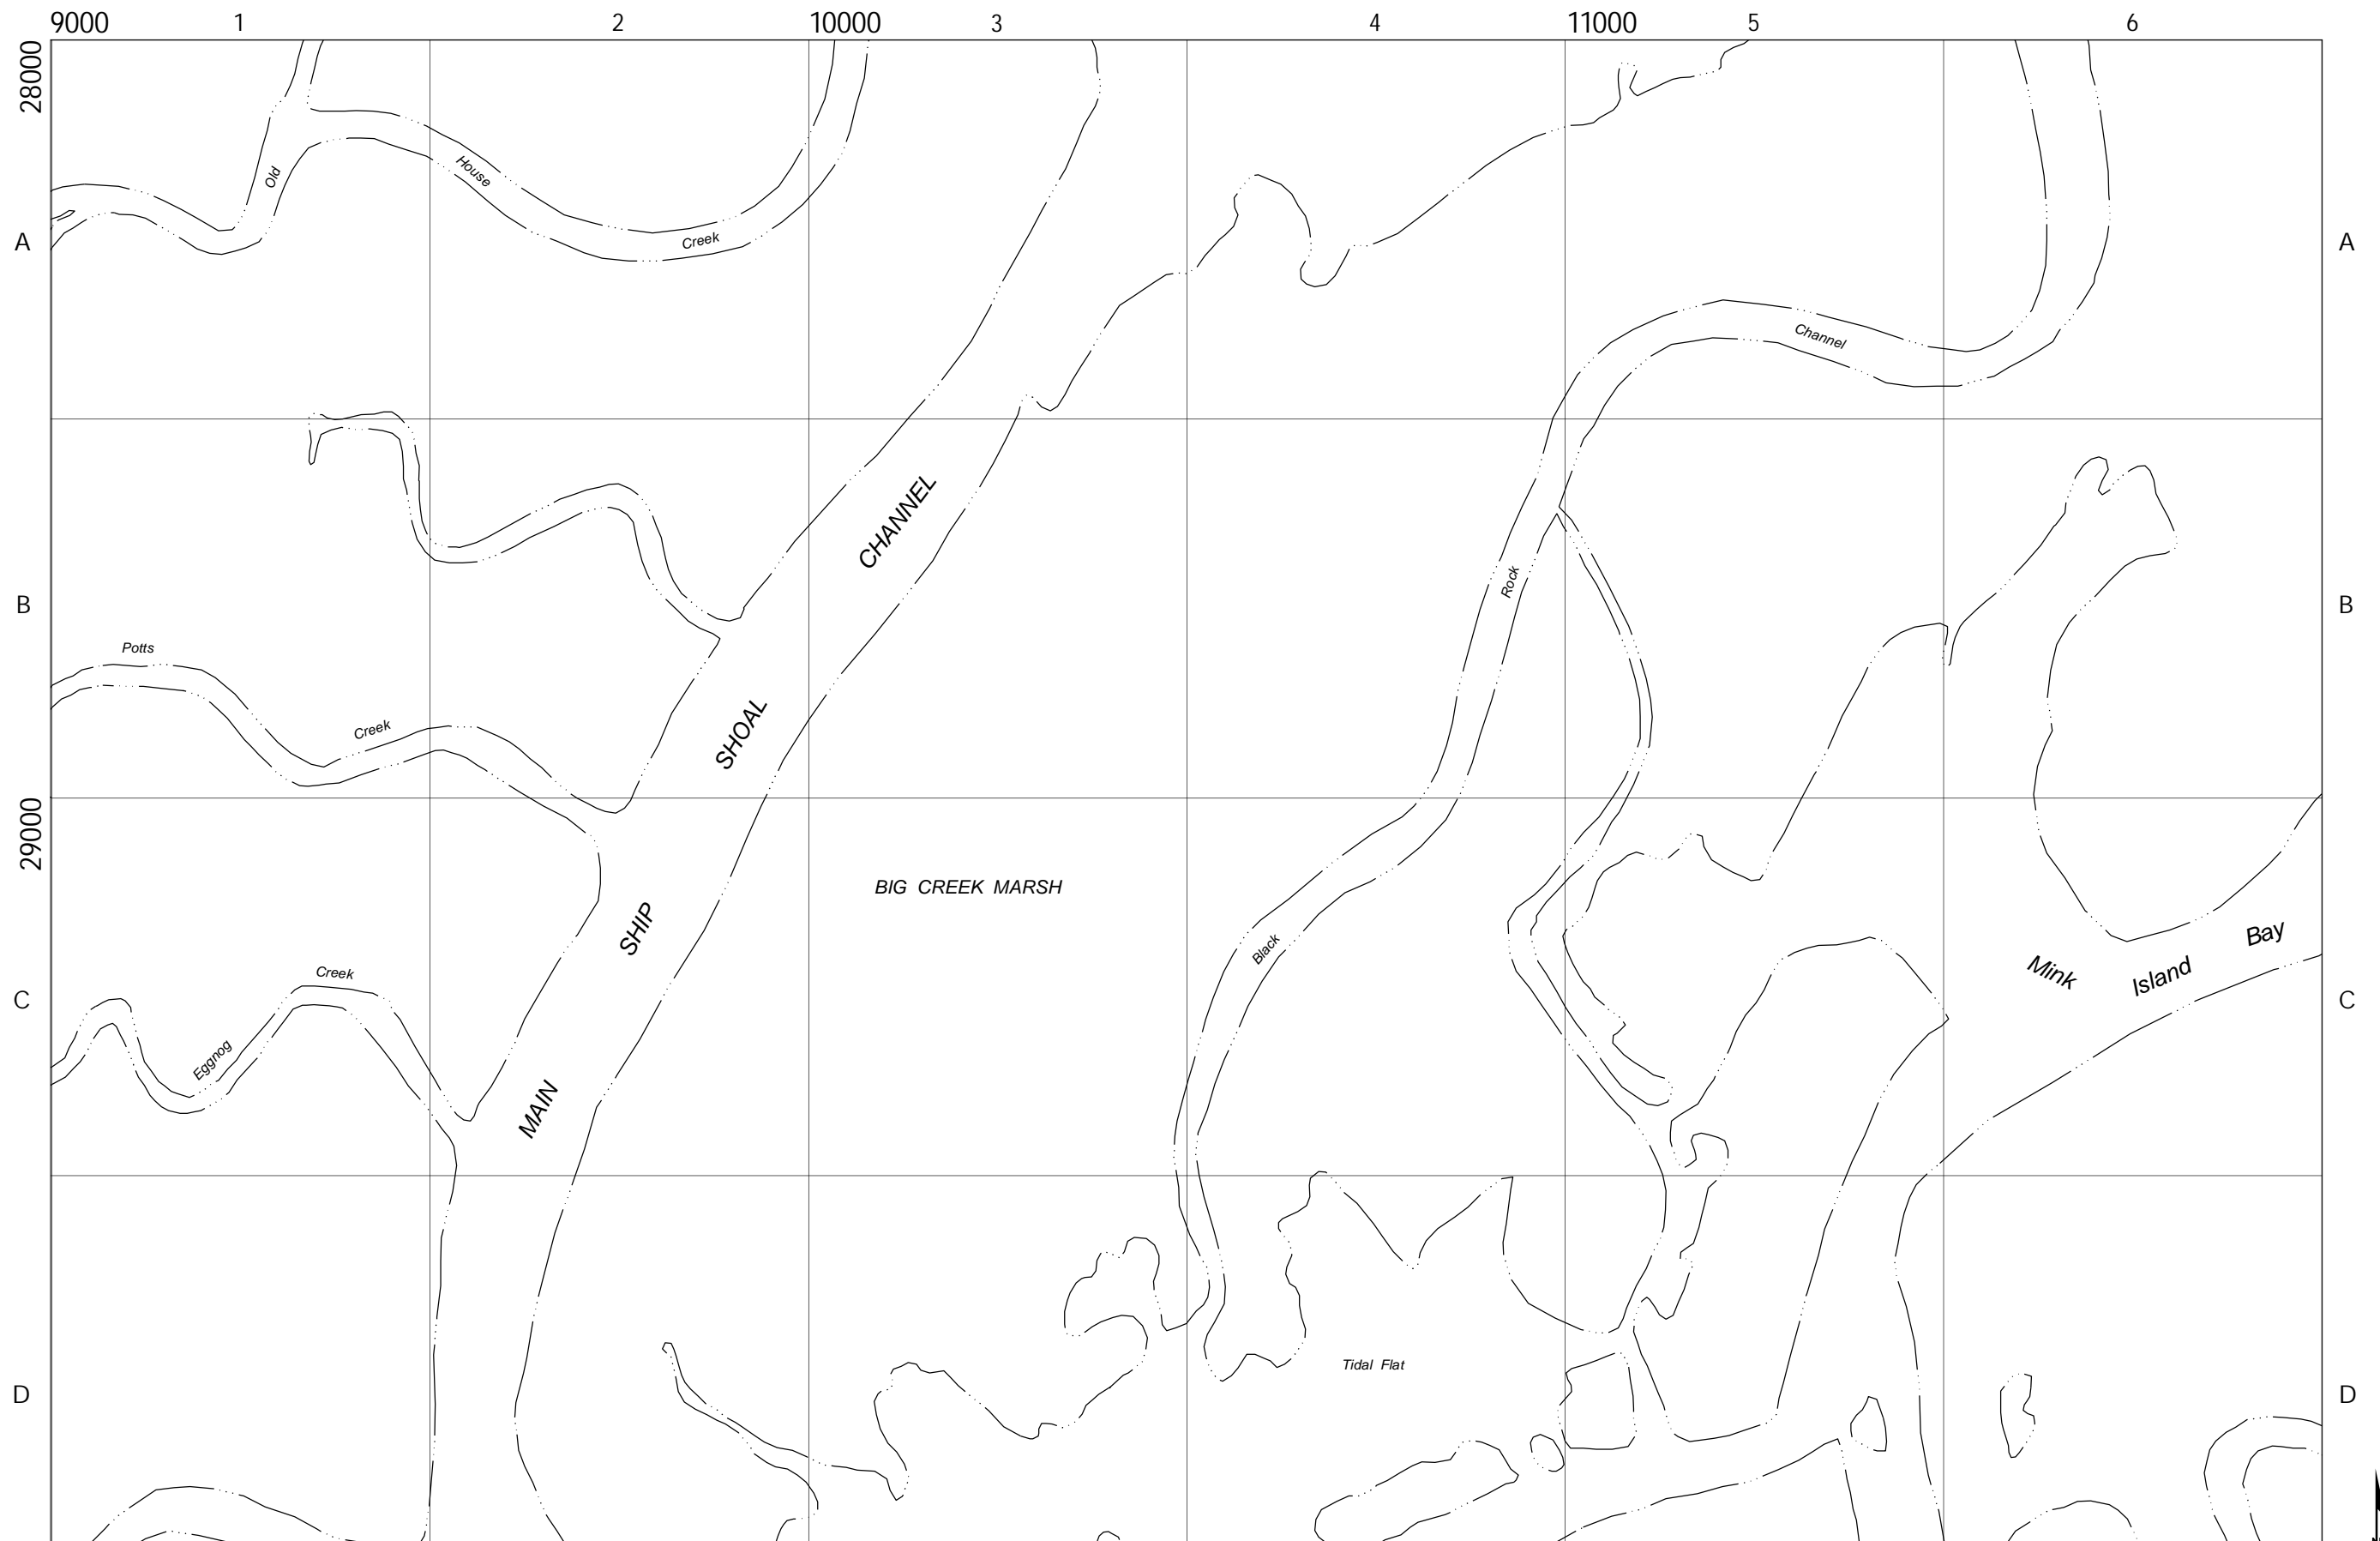 9000 1 2 10000 3 4 11000 5 6
28000
Old
House
Creek
A A
Channel
CHANNEL
Rock
B B
Potts
Creek
SHOAL
29000
BIG CREEK MARSH
SHIP
Black
Mink Island Bay
Creek
C C
Eggnog
MAIN
Tidal Flat
D D